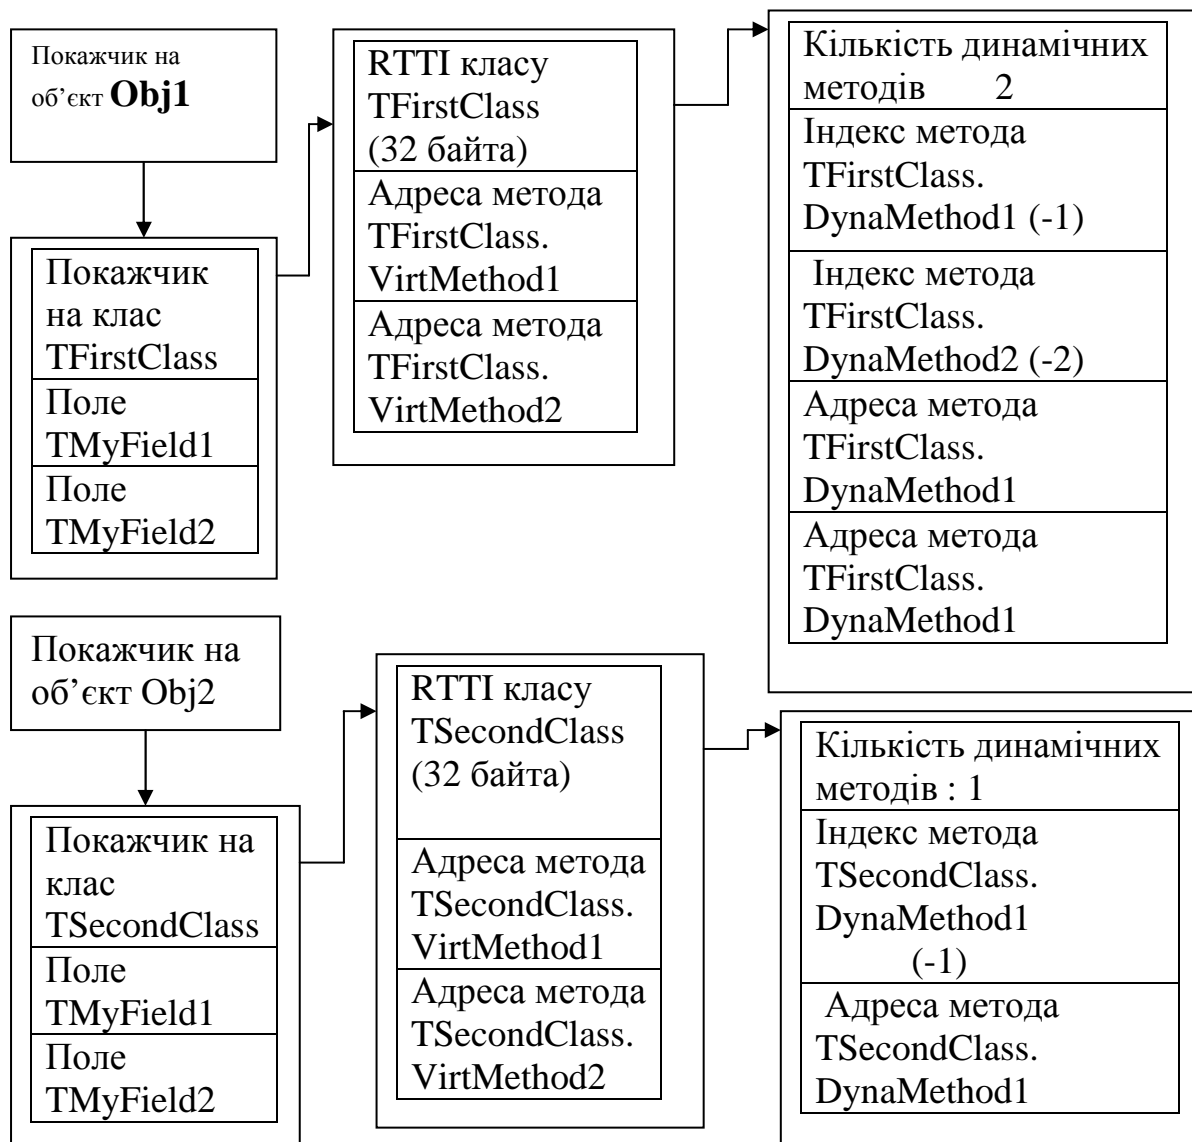 Покажчик на
об’єкт Obj1
Покажчик
на клас
TFirstClass
Поле
TMyField1
Поле
TMyField2
RTTI класу
TFirstClass
(32 байта)
Адреса метода
TFirstClass.
VirtMethod1
Адреса метода
TFirstClass.
VirtMethod2
Кількість динамічних
методів 2
Індекс метода
TFirstClass.
DynaMethod1 (-1)
Індекс метода
TFirstClass.
DynaMethod2 (-2)
Адреса метода
TFirstClass.
DynaMethod1
Адреса метода
TFirstClass.
DynaMethod1
Покажчик на
об’єкт Obj2
Покажчик на
клас
TSecondClass
Поле
TMyField1
Поле
TMyField2
RTTI класу
TSecondClass
(32 байта)
Адреса метода
TSecondClass.
VirtMethod1
Адреса метода
TSecondClass.
VirtMethod2
Кількість динамічних
методів : 1
Індекс метода
TSecondClass.
DynaMethod1
(-1)
Адреса метода
TSecondClass.
DynaMethod1